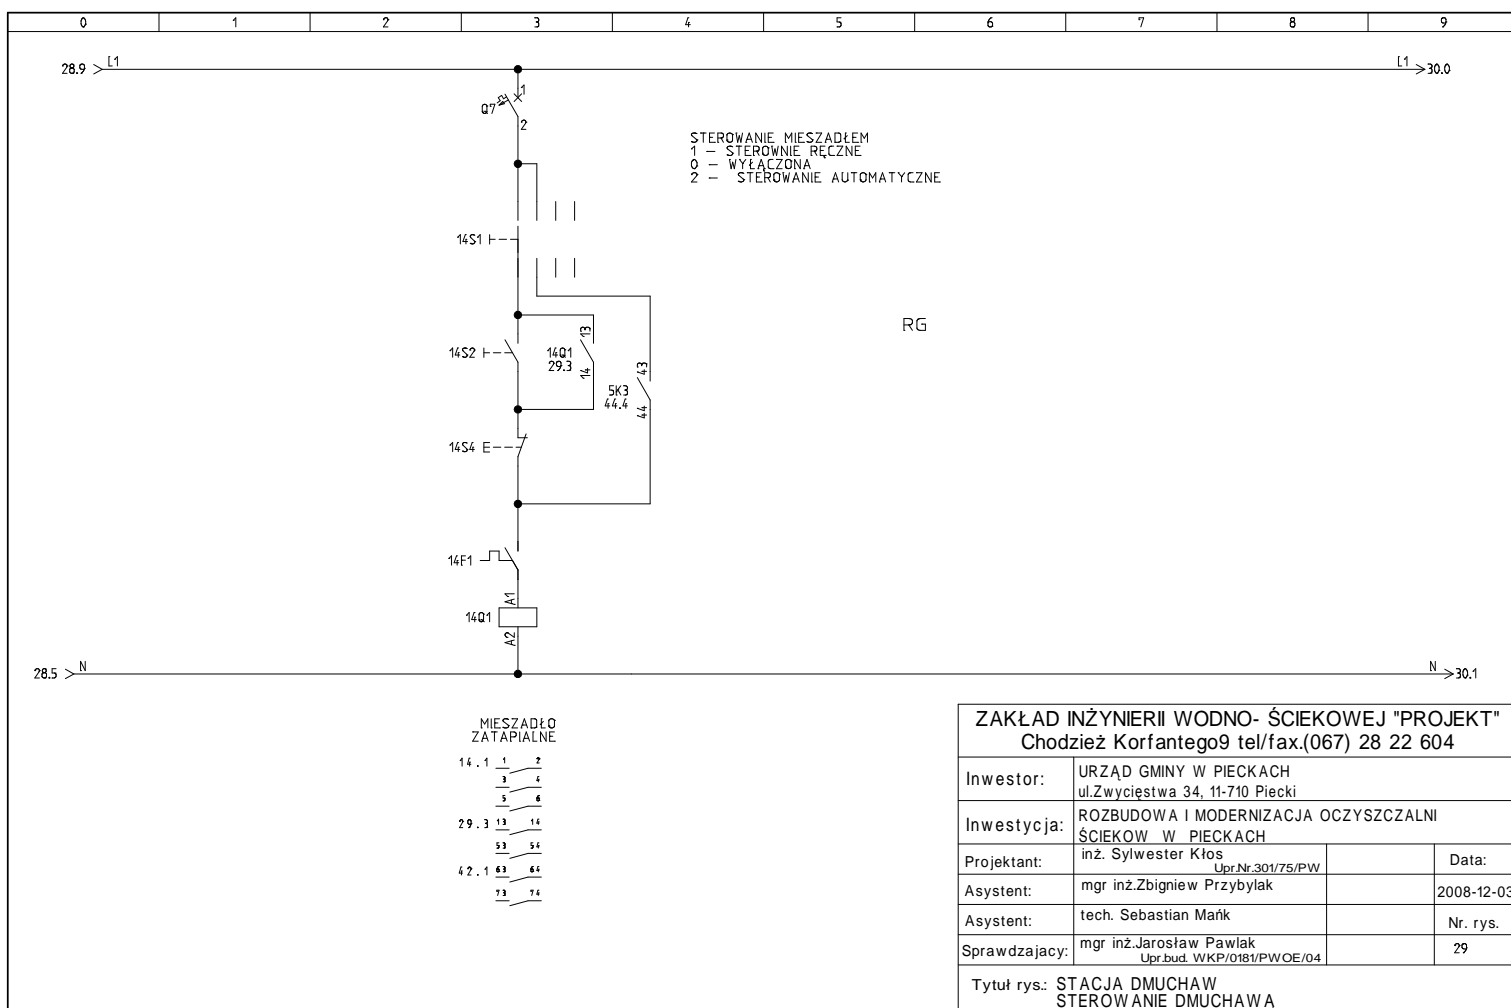 0 1 2 3 4 5 6 7 8 9
28.9 L1 L1 30.0
Q7 1
2
STEROWANIE MIESZADŁEM
1 – STEROWNIE RĘCZNE
0 – WYŁĄCZONA
2 – STEROWANIE AUTOMATYCZNE
14S1
RG
14S2 14Q1 13
29.3 14
5K3 43
44.4 44
14S4
14F1
A1
14Q1
A2
28.5 N N 30.1
MIESZADŁO
ZATAPIALNE
14.1 1 2
3 4
5 6
29.3 13 14
53 54
42.1 63 64
73 74
ZAKŁAD INŻYNIERII WODNO- ŚCIEKOWEJ "PROJEKT"
Chodzież Korfantego9 tel/fax.(067) 28 22 604
Inwestor: URZĄD GMINY W PIECKACH
ul.Zwycięstwa 34, 11-710 Piecki
Inwestycja: ROZBUDOWA I MODERNIZACJA OCZYSZCZALNI
ŚCIEKOW W PIECKACH
Projektant: inż. Sylwester Kłos
Upr.Nr.301/75/PW
Data:
Asystent: mgr inż.Zbigniew Przybylak 2008-12-03
Asystent: tech. Sebastian Mańk Nr. rys.
Sprawdzajacy: mgr inż.Jarosław Pawlak
Upr.bud. WKP/0181/PWOE/04
29
Tytuł rys.: STACJA DMUCHAW
STEROWANIE DMUCHAWA